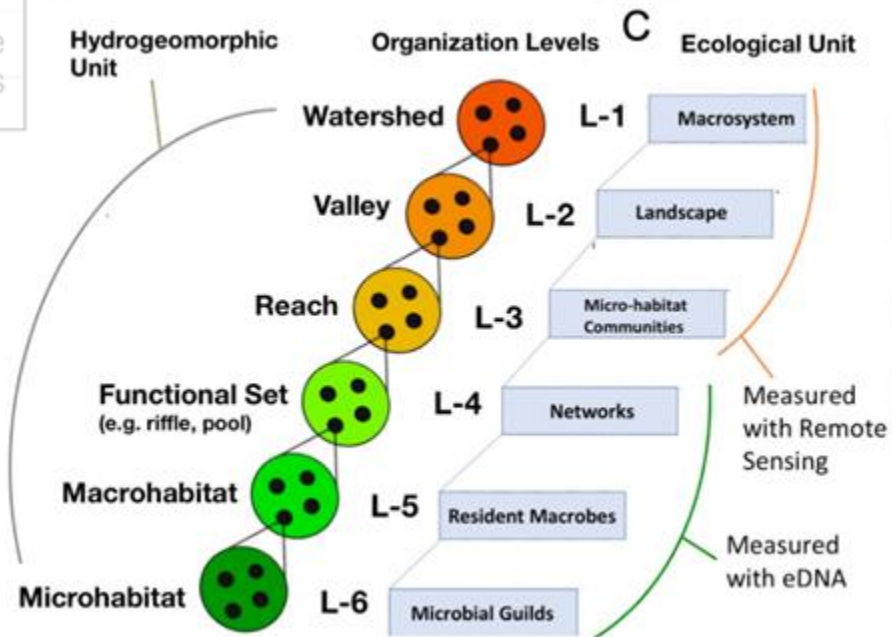 Hydrogeomorphic
Unit
Organization Levels
C
Ecological Unit
Watershed
L-1
Macrosystem
Valley
L-2
Landscape
Reach
L-3
Micro-habitat
Communities
Functional Set
(e.g. riffle, pool)
L-4
Networks
Measured
with Remote
Sensing
Macrohabitat
L-5
Resident Macrobes
Measured
with eDNA
Microhabitat
L-6
Microbial Guilds